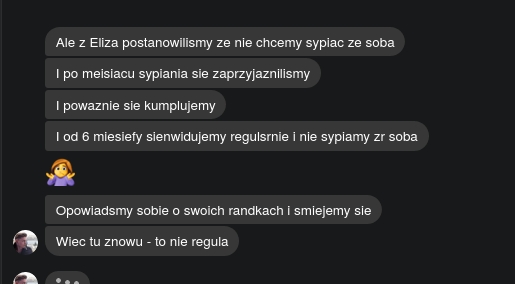 Ale z Eliza postanowilismy ze nie chcemy sypiac ze soba
I po meisiacu sypiania sie zaprzyjaznilismy
I powaznie sie kumplujemy
I od 6 miesiefy sienwidujemy regulsrnie i nie sypiamy zr soba
Opowiadsmy sobie o swoich randkach i smiejemy sie
Wiec tu znowu - to nie regula